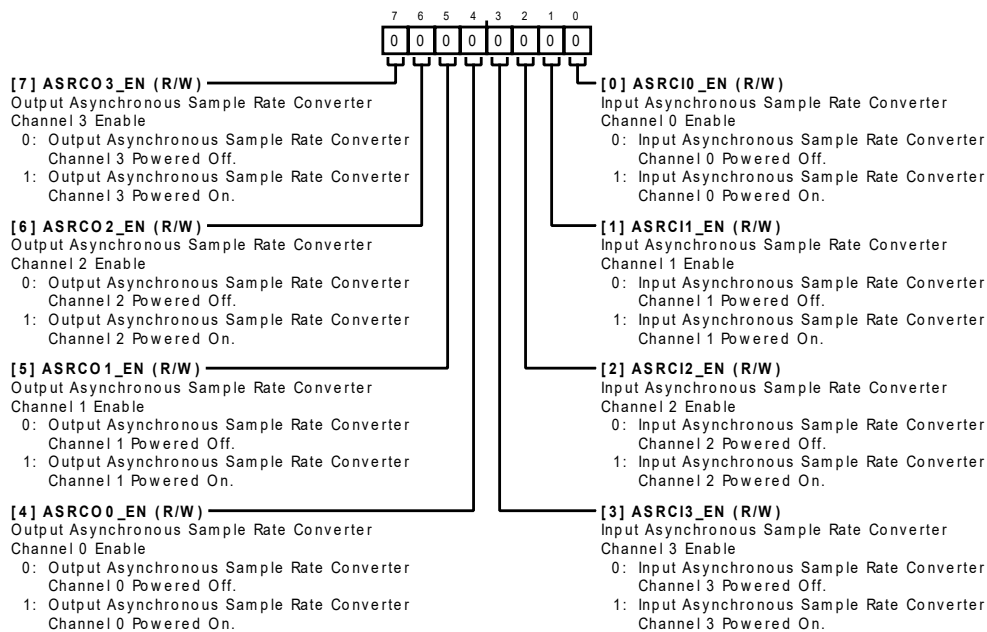 7 6 5 4 3 2 1 0
0 0 0 0 0 0 0 0
[7] ASRCO3_EN (R/W)
Output Asynchronous Sample Rate Converter
Channel 3 Enable
0: Output Asynchronous Sample Rate Converter
Channel 3 Powered Off.
1: Output Asynchronous Sample Rate Converter
Channel 3 Powered On.
[6] ASRCO2_EN (R/W)
Output Asynchronous Sample Rate Converter
Channel 2 Enable
0: Output Asynchronous Sample Rate Converter
Channel 2 Powered Off.
1: Output Asynchronous Sample Rate Converter
Channel 2 Powered On.
[5] ASRCO1_EN (R/W)
Output Asynchronous Sample Rate Converter
Channel 1 Enable
0: Output Asynchronous Sample Rate Converter
Channel 1 Powered Off.
1: Output Asynchronous Sample Rate Converter
Channel 1 Powered On.
[4] ASRCO0_EN (R/W)
Output Asynchronous Sample Rate Converter
Channel 0 Enable
0: Output Asynchronous Sample Rate Converter
Channel 0 Powered Off.
1: Output Asynchronous Sample Rate Converter
Channel 0 Powered On.
[0] ASRCI0_EN (R/W)
Input Asynchronous Sample Rate Converter
Channel 0 Enable
0: Input Asynchronous Sample Rate Converter
Channel 0 Powered Off.
1: Input Asynchronous Sample Rate Converter
Channel 0 Powered On.
[1] ASRCI1_EN (R/W)
Input Asynchronous Sample Rate Converter
Channel 1 Enable
0: Input Asynchronous Sample Rate Converter
Channel 1 Powered Off.
1: Input Asynchronous Sample Rate Converter
Channel 1 Powered On.
[2] ASRCI2_EN (R/W)
Input Asynchronous Sample Rate Converter
Channel 2 Enable
0: Input Asynchronous Sample Rate Converter
Channel 2 Powered Off.
1: Input Asynchronous Sample Rate Converter
Channel 2 Powered On.
[3] ASRCI3_EN (R/W)
Input Asynchronous Sample Rate Converter
Channel 3 Enable
0: Input Asynchronous Sample Rate Converter
Channel 3 Powered Off.
1: Input Asynchronous Sample Rate Converter
Channel 3 Powered On.